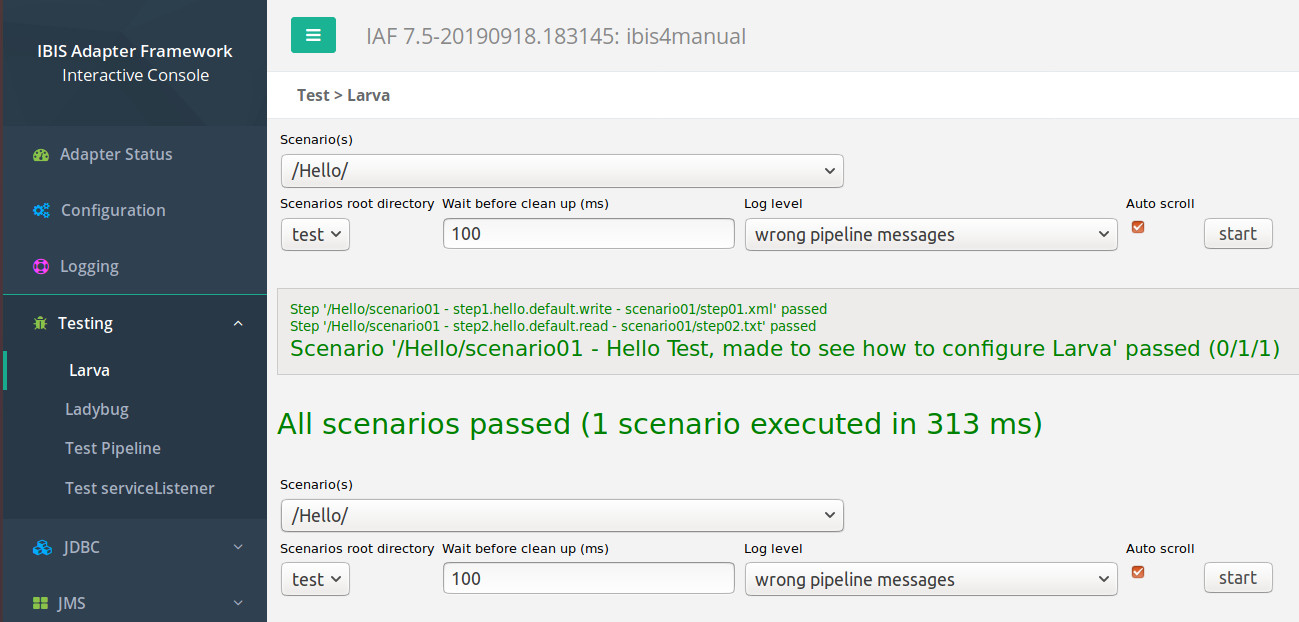 IBIS Adapter Framework
Interactive Console
Adapter Status
Configuration
Logging
Testing
Larva
Ladybug
Test Pipeline
Test serviceListener
JDBC
JMS
IAF 7.5-20190918.183145: ibis4manual
Test > Larva
Scenario(s)
/Hello/
Scenarios root directory Wait before clean up (ms) Log level Auto scroll
test 100 wrong pipeline messages start
Step '/Hello/scenario01 - step1.hello.default.write - scenario01/step01.xml' passed
Step '/Hello/scenario01 - step2.hello.default.read - scenario01/step02.txt' passed
Scenario '/Hello/scenario01 - Hello Test, made to see how to configure Larva' passed (0/1/1)
All scenarios passed (1 scenario executed in 313 ms)
Scenario(s)
/Hello/
Scenarios root directory Wait before clean up (ms) Log level Auto scroll
test 100 wrong pipeline messages start